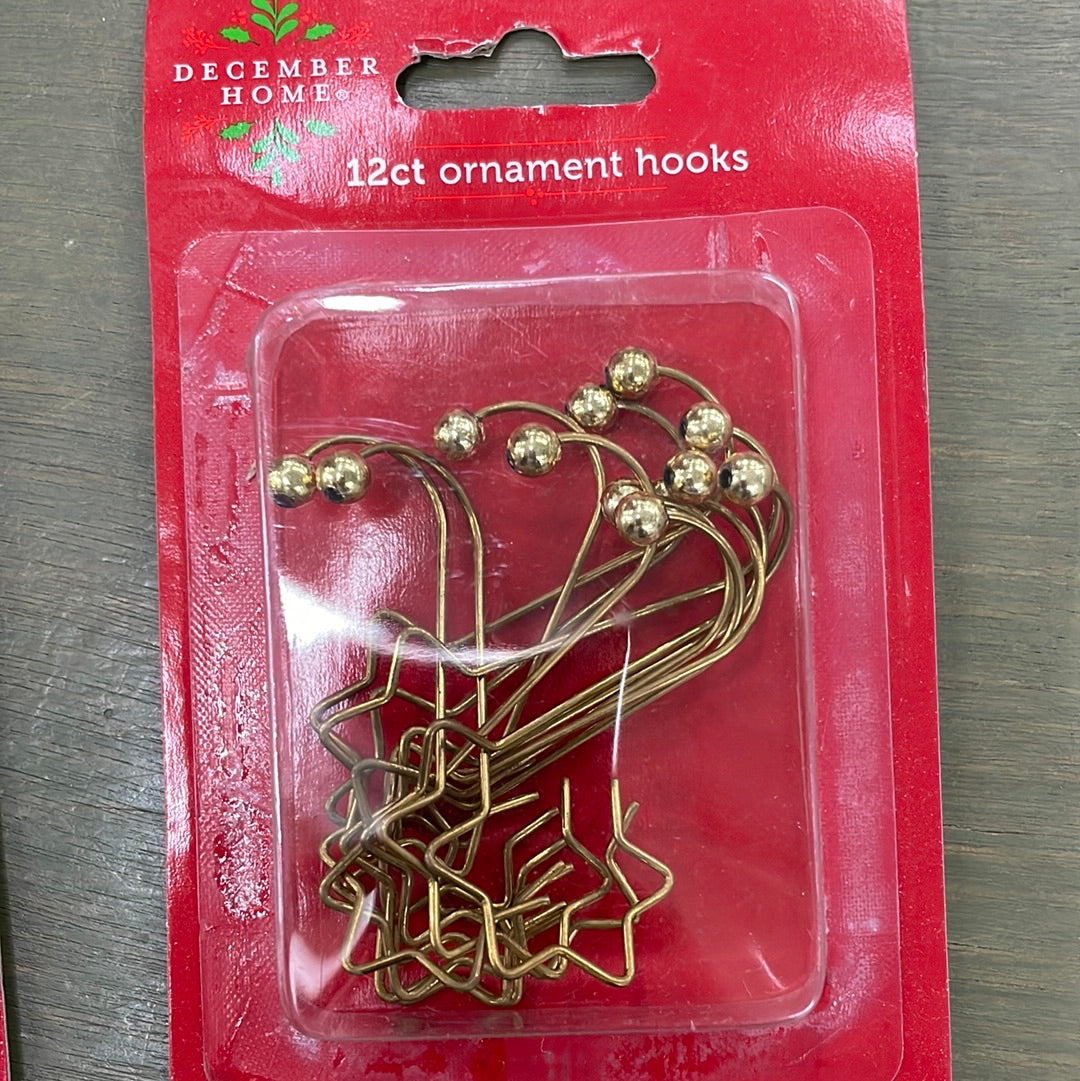 DECEMBER
HOME®
12ct ornament hooks